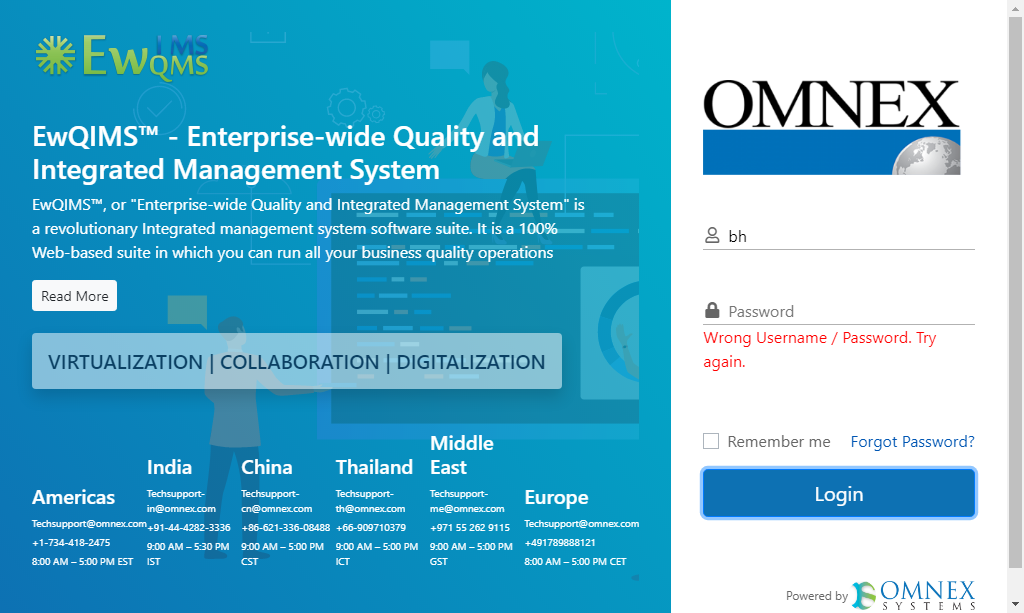 EwQMS
IMS
EwQIMS™ - Enterprise-wide Quality and
Integrated Management System
EwQIMS™, or "Enterprise-wide Quality and Integrated Management System" is
a revolutionary Integrated management system software suite. It is a 100%
Web-based suite in which you can run all your business quality operations
Read More
VIRTUALIZATION | COLLABORATION | DIGITALIZATION
Americas
Techsupport@omnex.com
+1-734-418-2475
8:00 AM – 5:00 PM EST
India
Techsupport-
in@omnex.com
+91-44-4282-3336
9:00 AM – 5:30 PM
IST
China
Techsupport-
cn@omnex.com
+86-621-336-08488
9:00 AM – 5:00 PM
CST
Thailand
Techsupport-
th@omnex.com
+66-909710379
9:00 AM – 5:00 PM
ICT
Middle
East
Techsupport-
me@omnex.com
+971 55 262 9115
9:00 AM – 5:00 PM
GST
Europe
Techsupport@omnex.com
+491789888121
8:00 AM – 5:00 PM CET
OMNEX
bh
Password
Wrong Username / Password. Try
again.
Remember me
Forgot Password?
Login
Powered by
OMNEX
SYSTEMS